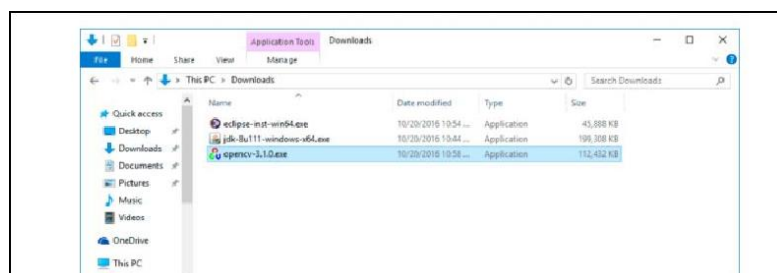 Application Tools Downloads
File Home Share View Manage
This PC > Downloads Search Downloads
Name Date modified Type Size
Quick access
eclipse-inst-win64.exe 10/20/2016 10:54 ... Application 45,888 KB
Desktop
jdk-8u111-windows-x64.exe 10/20/2016 10:44 ... Application KB
Downloads
opencv-3.1.0.exe 10/20/2016 10:58 ... Application 112,432 KB
Documents
Pictures
Music
Videos
OneDrive
This PC